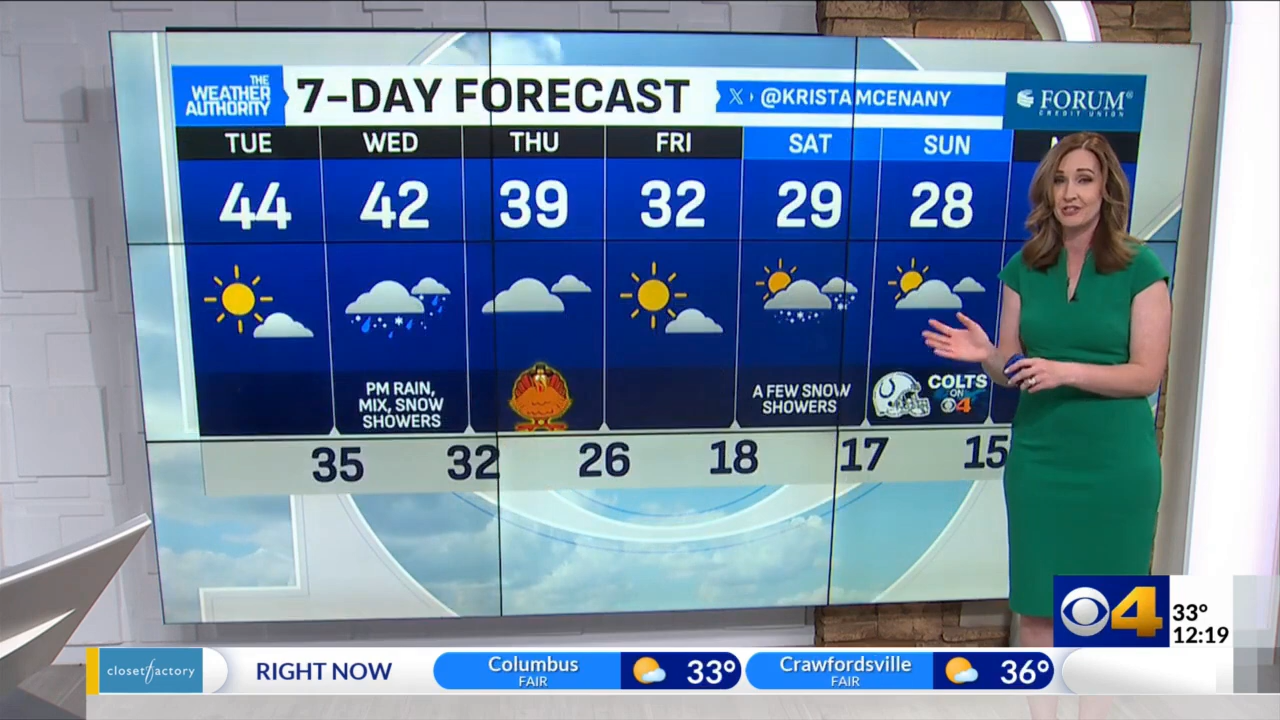 THE
WEATHER
AUTHORITY
7-DAY FORECAST
X @KRISTAMCENANY
FORUM®
CREDIT UNION
TUE WED THU FRI SAT SUN
44 42 39 32 29 28
PM RAIN,
MIX, SNOW
SHOWERS
A FEW SNOW
SHOWERS
COLTS
ON
4
35 32 26 18 17 15
4
33°
12:19
closet factory
RIGHT NOW
Columbus
FAIR
33°
Crawfordsville
FAIR
36°